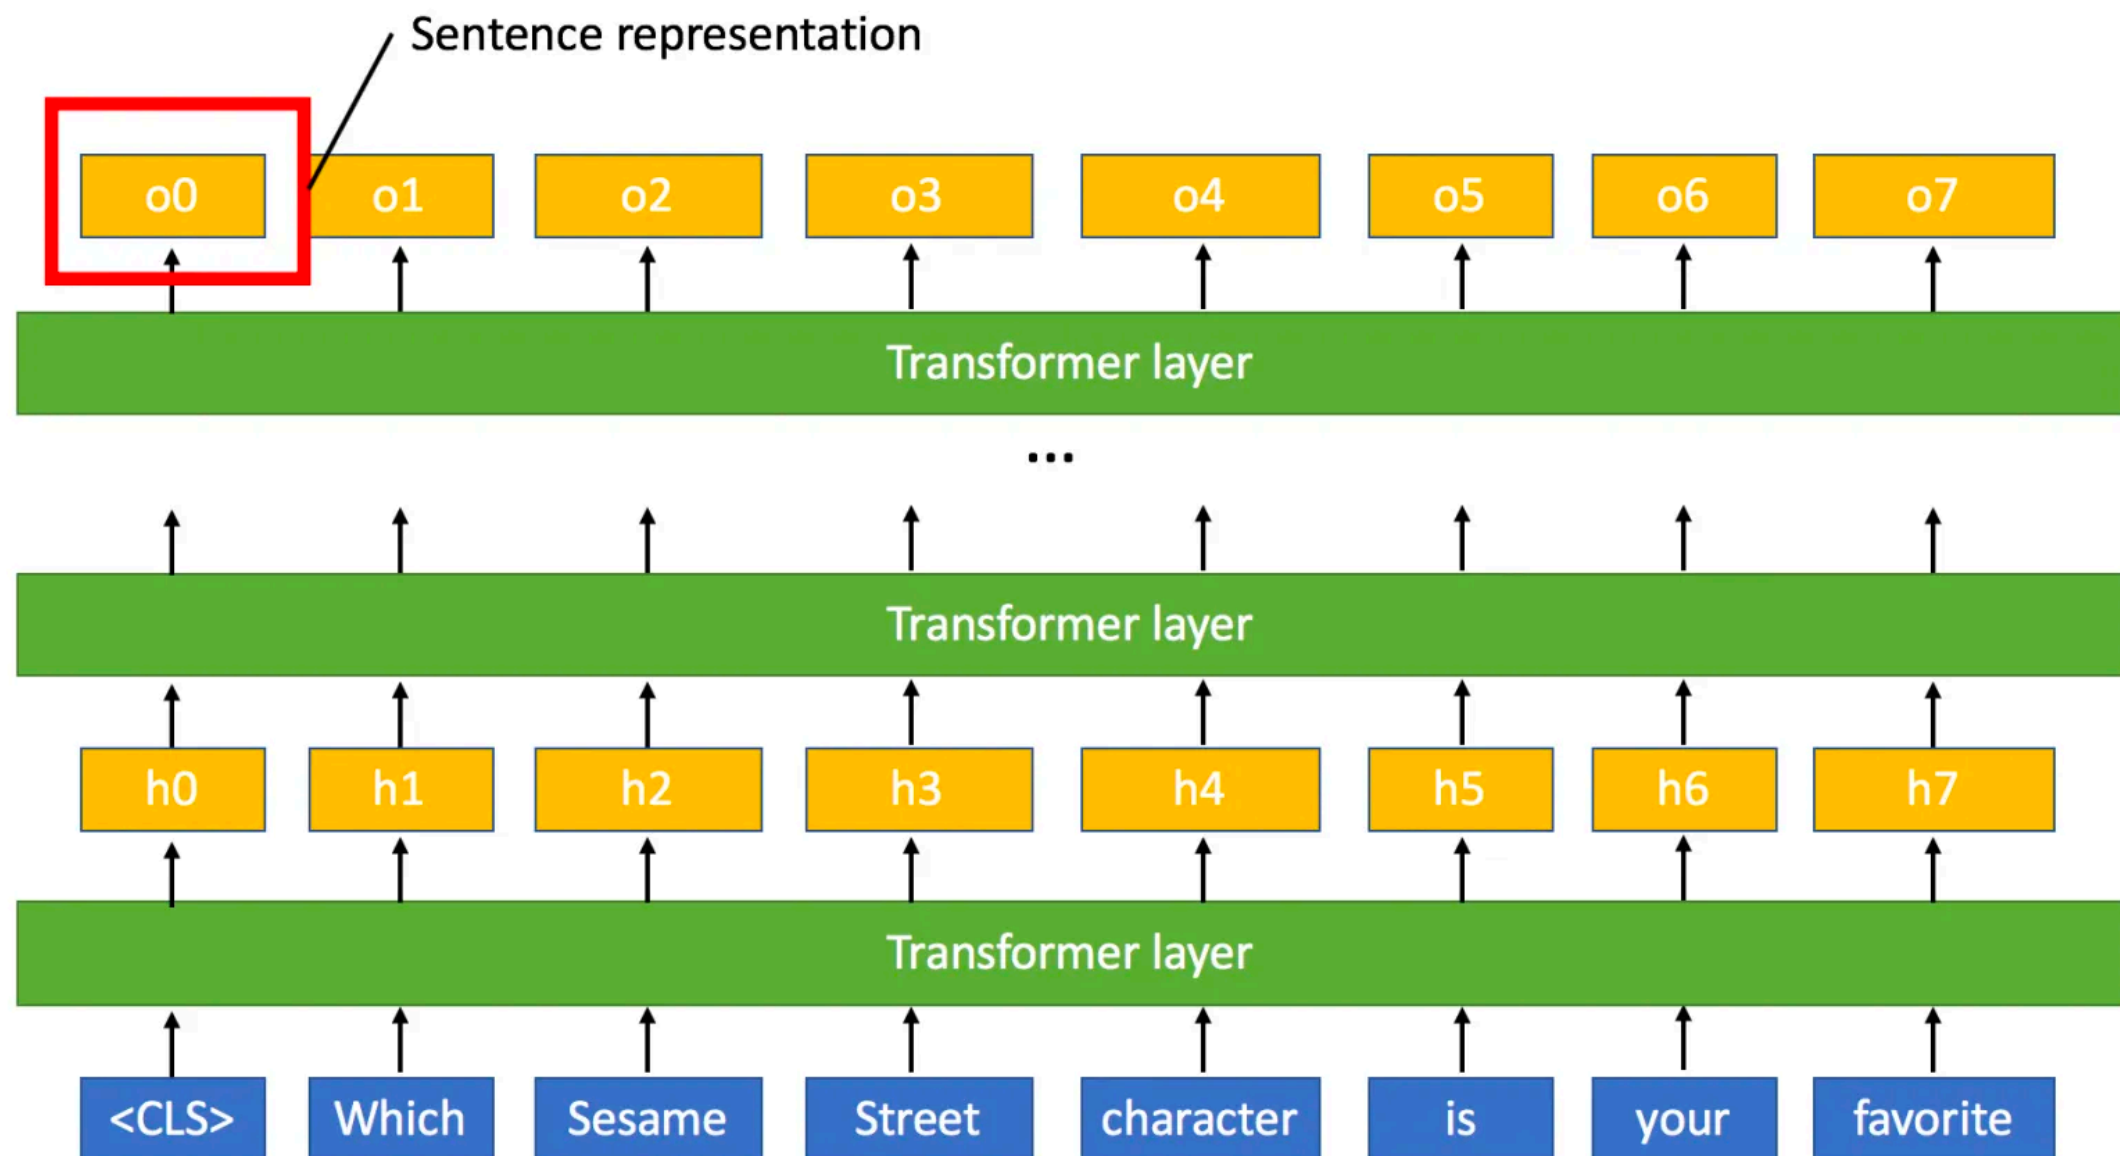 Sentence representation
o0 o1 o2 o3 o4 o5 o6 o7
Transformer layer
...
Transformer layer
h0 h1 h2 h3 h4 h5 h6 h7
Transformer layer
<CLS> Which Sesame Street character is your favorite